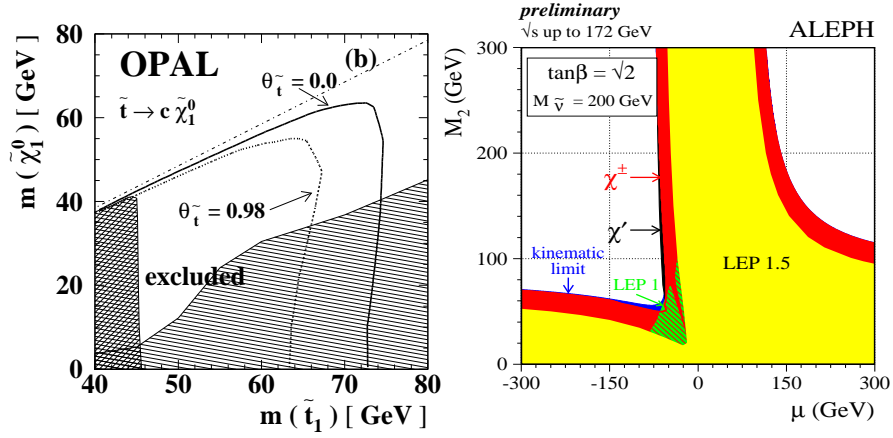 OPAL
(b)
t̃ → c χ̃₁⁰
θ_t̃ = 0.0
θ_t̃ = 0.98
excluded
m ( χ̃₁⁰ ) [ GeV ]
80
60
40
20
0
40 50 60 70 80
m ( t̃₁ ) [ GeV ]
preliminary
√s up to 172 GeV
ALEPH
tanβ = √2
M ν̃ = 200 GeV
M₂ (GeV)
300
200
100
0
χ±
χ′
kinematic
limit
LEP 1
LEP 1.5
-300 -150 0 150 300
μ (GeV)